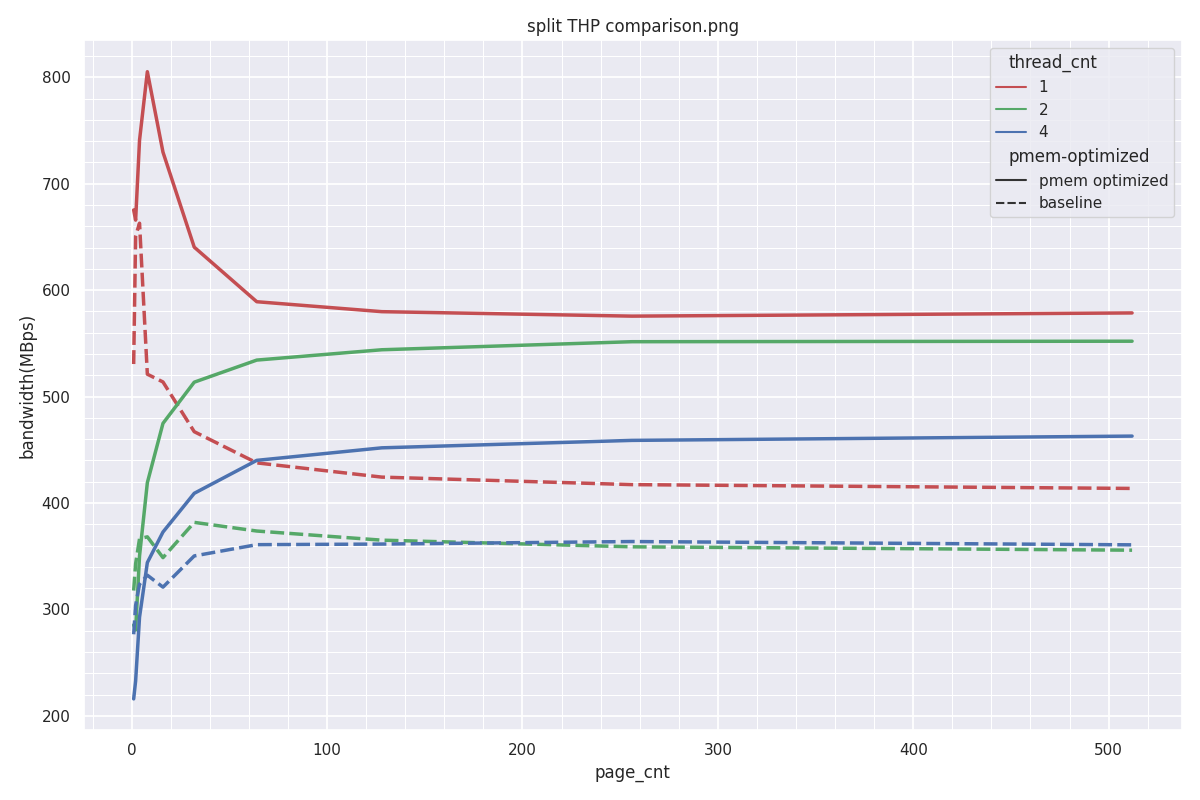 split THP comparison.png
thread_cnt
1
2
4
pmem-optimized
pmem optimized
baseline
bandwidth(MBps)
800
700
600
500
400
300
200
0
100
200
300
400
500
page_cnt